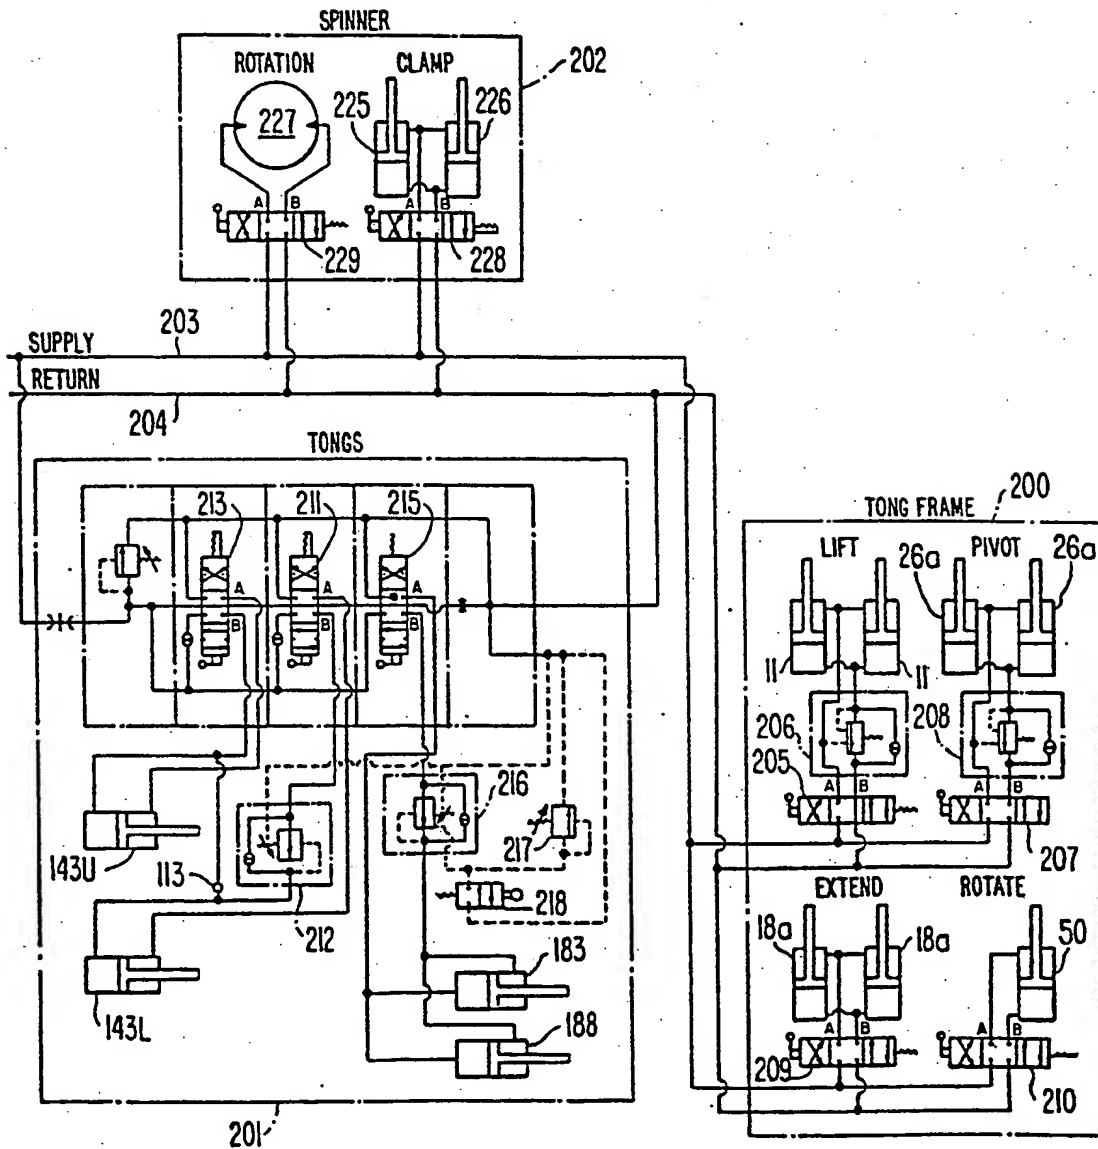 SPINNER
ROTATION CLAMP
202
225 226
227
A B A B
229 228
203
SUPPLY
RETURN
204
TONGS
213 211 215
A A A
B B B
216
217
143U
113
218
212
183
143L
188
201
200
TONG FRAME
LIFT PIVOT
26a 26a
11 11
206 208
205
A B A B
207
EXTEND ROTATE
18a 18a 50
A B A B
209 210